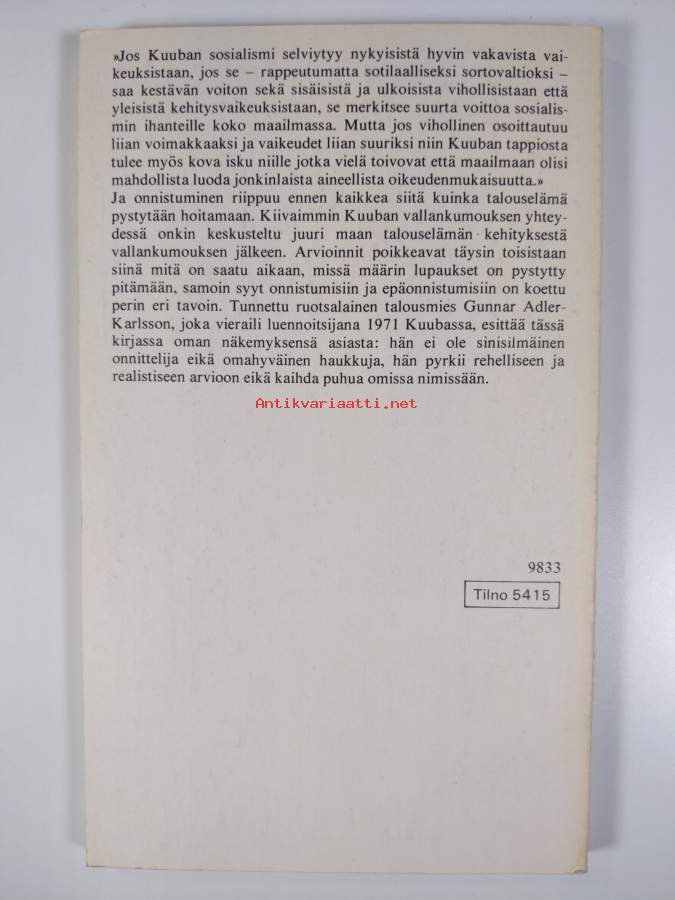 »Jos Kuuban sosialismi selviytyy nykyisistä hyvin vakavista vai-
keuksistaan, jos se – rappeutumatta sotilaalliseksi sortovaltioksi –
saa kestävän voiton sekä sisäisistä ja ulkoisista vihollisistaan että
yleisistä kehitysvaikeuksistaan, se merkitsee suurta voittoa sosialis-
min ihanteille koko maailmassa. Mutta jos vihollinen osoittautuu
liian voimakkaaksi ja vaikeudet liian suuriksi niin Kuuban tappiosta
tulee myös kova isku niille jotka vielä toivovat että maailmaan olisi
mahdollista luoda jonkinlaista aineellista oikeudenmukaisuutta.»
Ja onnistuminen riippuu ennen kaikkea siitä kuinka talouselämä
pystytään hoitamaan. Kiivaimmin Kuuban vallankumouksen yhtey-
dessä onkin keskusteltu juuri maan talouselämän kehityksestä
vallankumouksen jälkeen. Arvioinnit poikkeavat täysin toisistaan
siinä mitä on saatu aikaan, missä määrin lupaukset on pystytty
pitämään, samoin syyt onnistumisiin ja epäonnistumisiin on koettu
perin eri tavoin. Tunnettu ruotsalainen talousmies Gunnar Adler-
Karlsson, joka vieraili luennoitsijana 1971 Kuubassa, esittää tässä
kirjassa oman näkemyksensä asiasta: hän ei ole sinisilmäinen
onnittelija eikä omahyväinen haukkuja, hän pyrkii rehelliseen ja
realistiseen arvioon eikä kaihda puhua omissa nimissään.
Antikvariaatti.net
9833
Tilno 5415